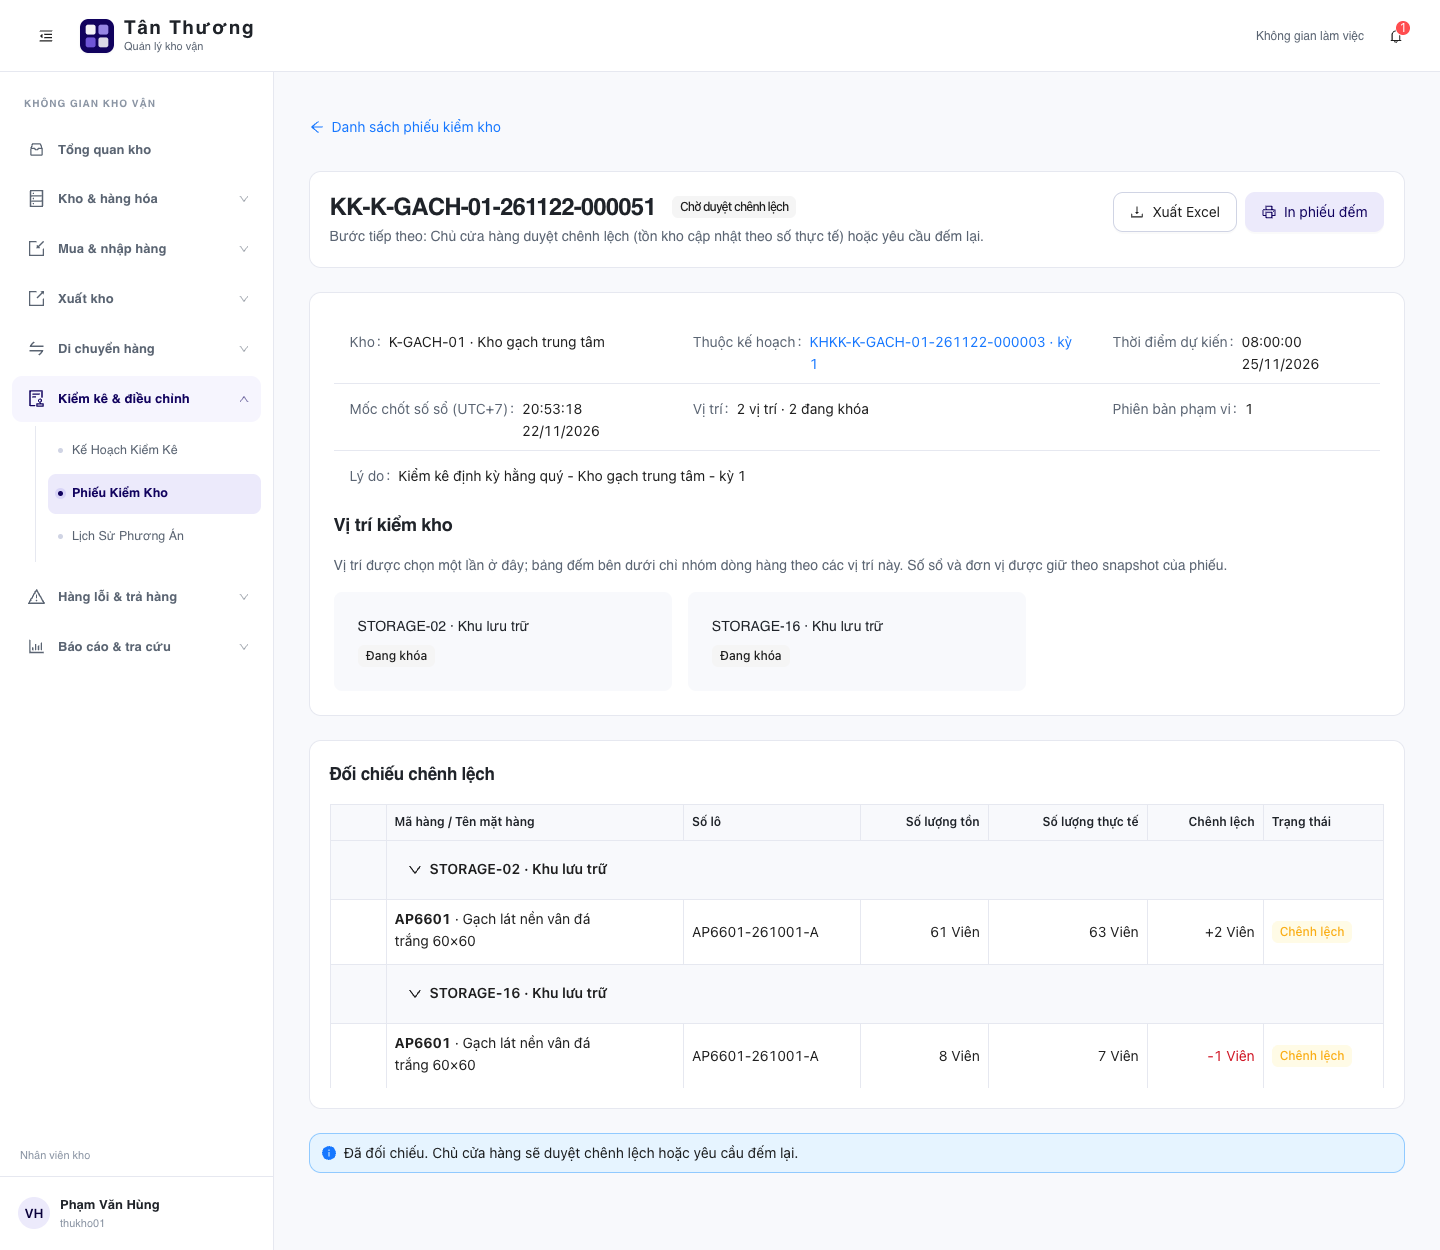 Tân Thương
Quản lý kho vận
Không gian làm việc
1
KHÔNG GIAN KHO VẬN
Tổng quan kho
Kho & hàng hóa
Mua & nhập hàng
Xuất kho
Di chuyển hàng
Kiểm kê & điều chỉnh
Kế Hoạch Kiểm Kê
Phiếu Kiểm Kho
Lịch Sử Phương Án
Hàng lỗi & trả hàng
Báo cáo & tra cứu
Nhân viên kho
VH
Phạm Văn Hùng
thukho01
Danh sách phiếu kiểm kho
KK-K-GACH-01-261122-000051
Chờ duyệt chênh lệch
Bước tiếp theo: Chủ cửa hàng duyệt chênh lệch (tồn kho cập nhật theo số thực tế) hoặc yêu cầu đếm lại.
Xuất Excel
In phiếu đếm
Kho: K-GACH-01 · Kho gạch trung tâm
Thuộc kế hoạch: KHKK-K-GACH-01-261122-000003 · kỳ
1
Thời điểm dự kiến: 08:00:00
25/11/2026
Mốc chốt số sổ (UTC+7): 20:53:18
22/11/2026
Vị trí: 2 vị trí · 2 đang khóa
Phiên bản phạm vi: 1
Lý do: Kiểm kê định kỳ hằng quý - Kho gạch trung tâm - kỳ 1
Vị trí kiểm kho
Vị trí được chọn một lần ở đây; bảng đếm bên dưới chỉ nhóm dòng hàng theo các vị trí này. Số sổ và đơn vị được giữ theo snapshot của phiếu.
STORAGE-02 · Khu lưu trữ
Đang khóa
STORAGE-16 · Khu lưu trữ
Đang khóa
Đối chiếu chênh lệch
Mã hàng / Tên mặt hàng
Số lô
Số lượng tồn
Số lượng thực tế
Chênh lệch
Trạng thái
STORAGE-02 · Khu lưu trữ
AP6601 · Gạch lát nền vân đá
trắng 60×60
AP6601-261001-A
61 Viên
63 Viên
+2 Viên
Chênh lệch
STORAGE-16 · Khu lưu trữ
AP6601 · Gạch lát nền vân đá
trắng 60×60
AP6601-261001-A
8 Viên
7 Viên
-1 Viên
Chênh lệch
Đã đối chiếu. Chủ cửa hàng sẽ duyệt chênh lệch hoặc yêu cầu đếm lại.